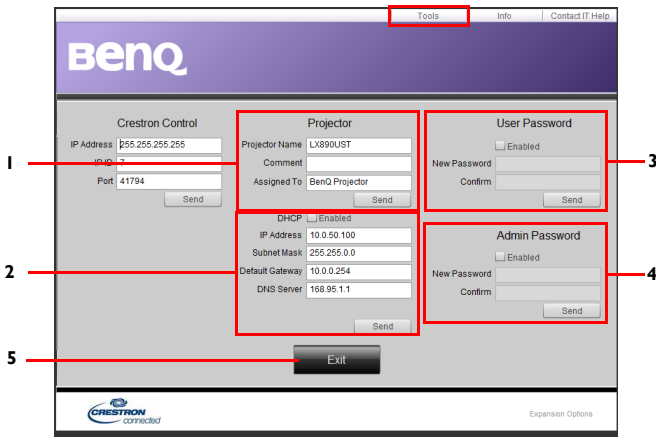 Tools Info Contact IT Help
BenQ
Crestron Control
IP Address 255.255.255.255
IP ID 7
Port 41794
Send
1
Projector
Projector Name LX890UST
Comment
Assigned To BenQ Projector
Send
2
DHCP Enabled
IP Address 10.0.50.100
Subnet Mask 255.255.0.0
Default Gateway 10.0.0.254
DNS Server 168.95.1.1
Send
User Password
Enabled
New Password
Confirm
Send
3
Admin Password
Enabled
New Password
Confirm
Send
4
5
Exit
CRESTRON
connected
Expansion Options